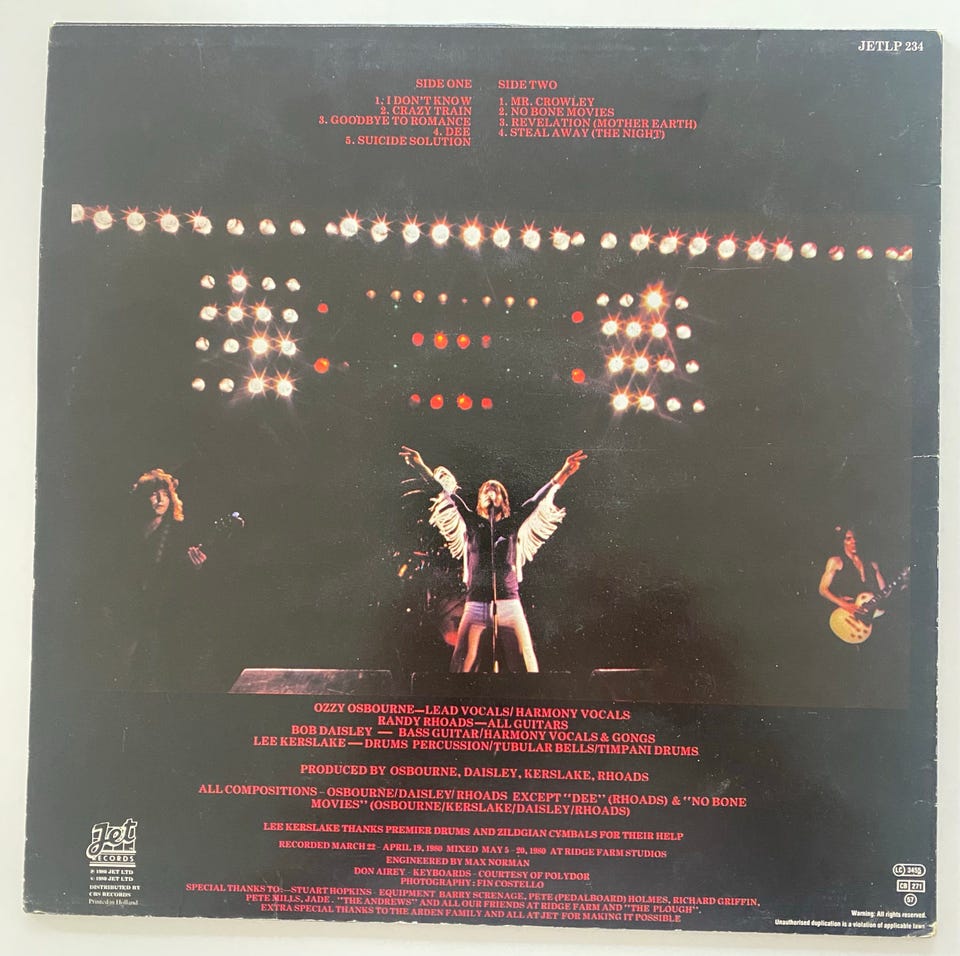 JETLP 234
SIDE ONE
1. I DON'T KNOW
2. CRAZY TRAIN
3. GOODBYE TO ROMANCE
4. DEE
5. SUICIDE SOLUTION
SIDE TWO
1. MR. CROWLEY
2. NO BONE MOVIES
3. REVELATION (MOTHER EARTH)
4. STEAL AWAY (THE NIGHT)
OZZY OSBOURNE—LEAD VOCALS/HARMONY VOCALS
RANDY RHOADS—ALL GUITARS
BOB DAISLEY — BASS GUITAR/HARMONY VOCALS & GONGS
LEE KERSLAKE — DRUMS PERCUSSION/TUBULAR BELLS/TIMPANI DRUMS
PRODUCED BY OSBOURNE, DAISLEY, KERSLAKE, RHOADS
ALL COMPOSITIONS - OSBOURNE/DAISLEY/RHOADS EXCEPT "DEE" (RHOADS) & "NO BONE
MOVIES" (OSBOURNE/KERSLAKE/DAISLEY/RHOADS)
LEE KERSLAKE THANKS PREMIER DRUMS AND ZILDGIAN CYMBALS FOR THEIR HELP
RECORDED MARCH 22 - APRIL 19, 1980 MIXED MAY 5 - 20, 1980 AT RIDGE FARM STUDIOS
ENGINEERED BY MAX NORMAN
DON AIREY - KEYBOARDS - COURTESY OF POLYDOR
PHOTOGRAPHY: FIN COSTELLO
SPECIAL THANKS TO:—STUART HOPKINS - EQUIPMENT BARRY SCRENAGE, PETE (PEDALBOARD) HOLMES, RICHARD GRIFFIN,
PETE MILLS, JADE. "THE ANDREWS" AND ALL OUR FRIENDS AT RIDGE FARM AND "THE PLOUGH".
EXTRA SPECIAL THANKS TO THE ARDEN FAMILY AND ALL AT JET FOR MAKING IT POSSIBLE
Jet
RECORDS
℗ 1980 JET LTD
© 1980 JET LTD
DISTRIBUTED BY
CBS RECORDS
Printed in Holland
LC 3455
CB 271
57
Warning: All rights reserved.
Unauthorised duplication is a violation of applicable laws